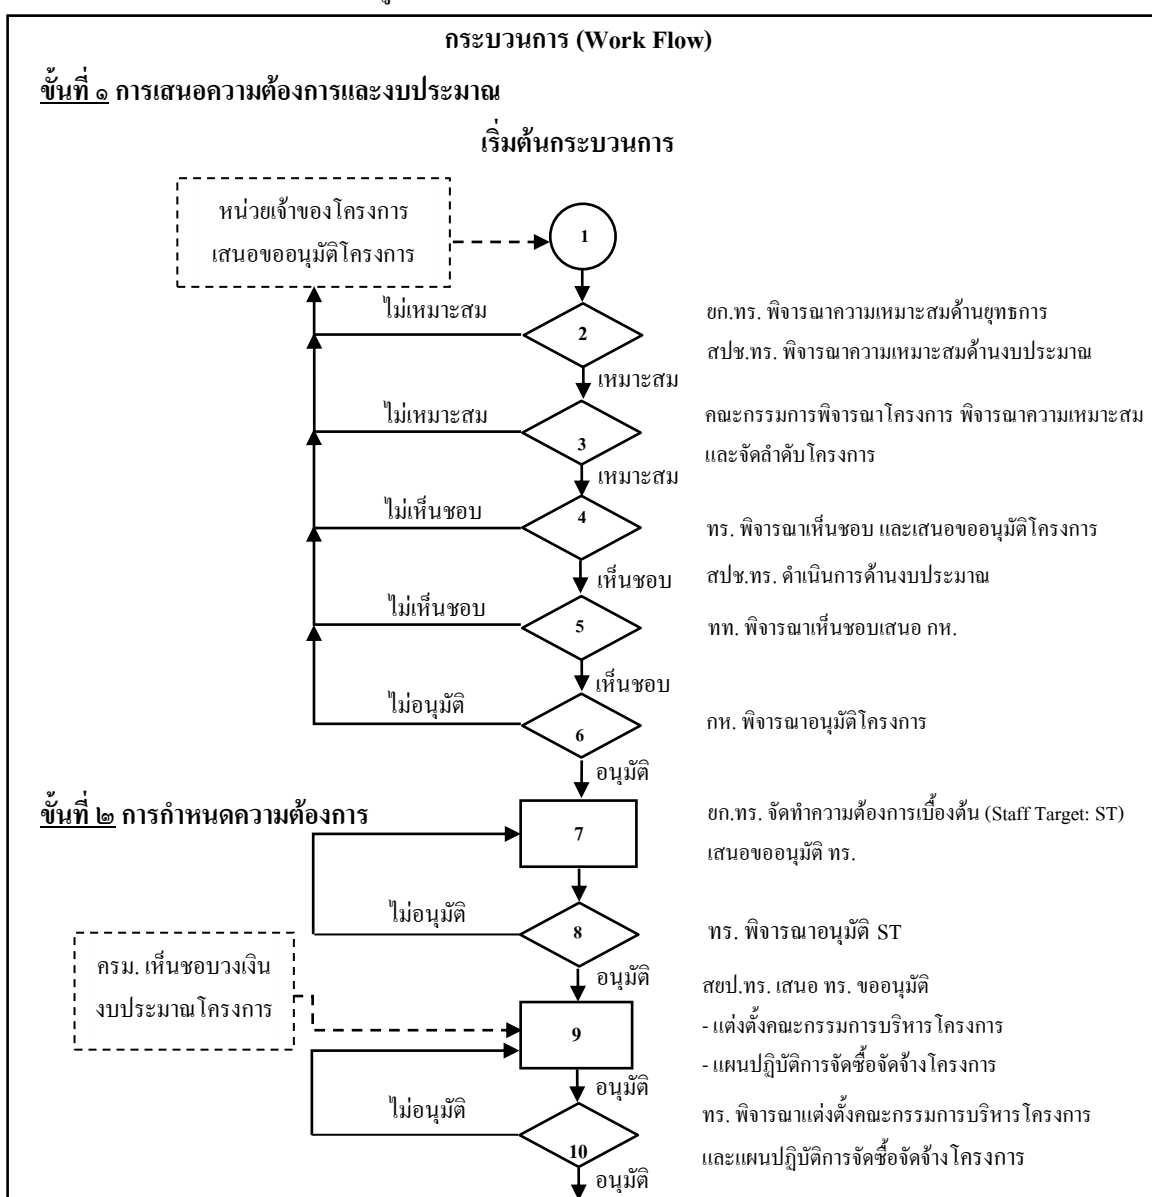 กระบวนการ (Work Flow)
ขั้นที่ ๑ การเสนอความต้องการและงบประมาณ
เริ่มต้นกระบวนการ
หน่วยเจ้าของโครงการ
เสนอขออนุมัติโครงการ
1
ไม่เหมาะสม
2
ยก.ทร. พิจารณาความเหมาะสมด้านยุทธการ
สปช.ทร. พิจารณาความเหมาะสมด้านงบประมาณ
เหมาะสม
ไม่เหมาะสม
3
คณะกรรมการพิจารณาโครงการ พิจารณาความเหมาะสม
และจัดลำดับโครงการ
เหมาะสม
ไม่เห็นชอบ
4
ทร. พิจารณาเห็นชอบ และเสนอขออนุมัติโครงการ
สปช.ทร. ดำเนินการด้านงบประมาณ
เห็นชอบ
ไม่เห็นชอบ
5
ทท. พิจารณาเห็นชอบเสนอ กห.
เห็นชอบ
ไม่อนุมัติ
6
กห. พิจารณาอนุมัติโครงการ
อนุมัติ
ขั้นที่ ๒ การกำหนดความต้องการ
7
ยก.ทร. จัดทำความต้องการเบื้องต้น (Staff Target: ST)
เสนอขออนุมัติ ทร.
ไม่อนุมัติ
8
ทร. พิจารณาอนุมัติ ST
อนุมัติ
ครม. เห็นชอบวงเงิน
งบประมาณโครงการ
9
สยป.ทร. เสนอ ทร. ขออนุมัติ
- แต่งตั้งคณะกรรมการบริหารโครงการ
- แผนปฏิบัติการจัดซื้อจัดจ้างโครงการ
อนุมัติ
ไม่อนุมัติ
10
ทร. พิจารณาแต่งตั้งคณะกรรมการบริหารโครงการ
และแผนปฏิบัติการจัดซื้อจัดจ้างโครงการ
อนุมัติ